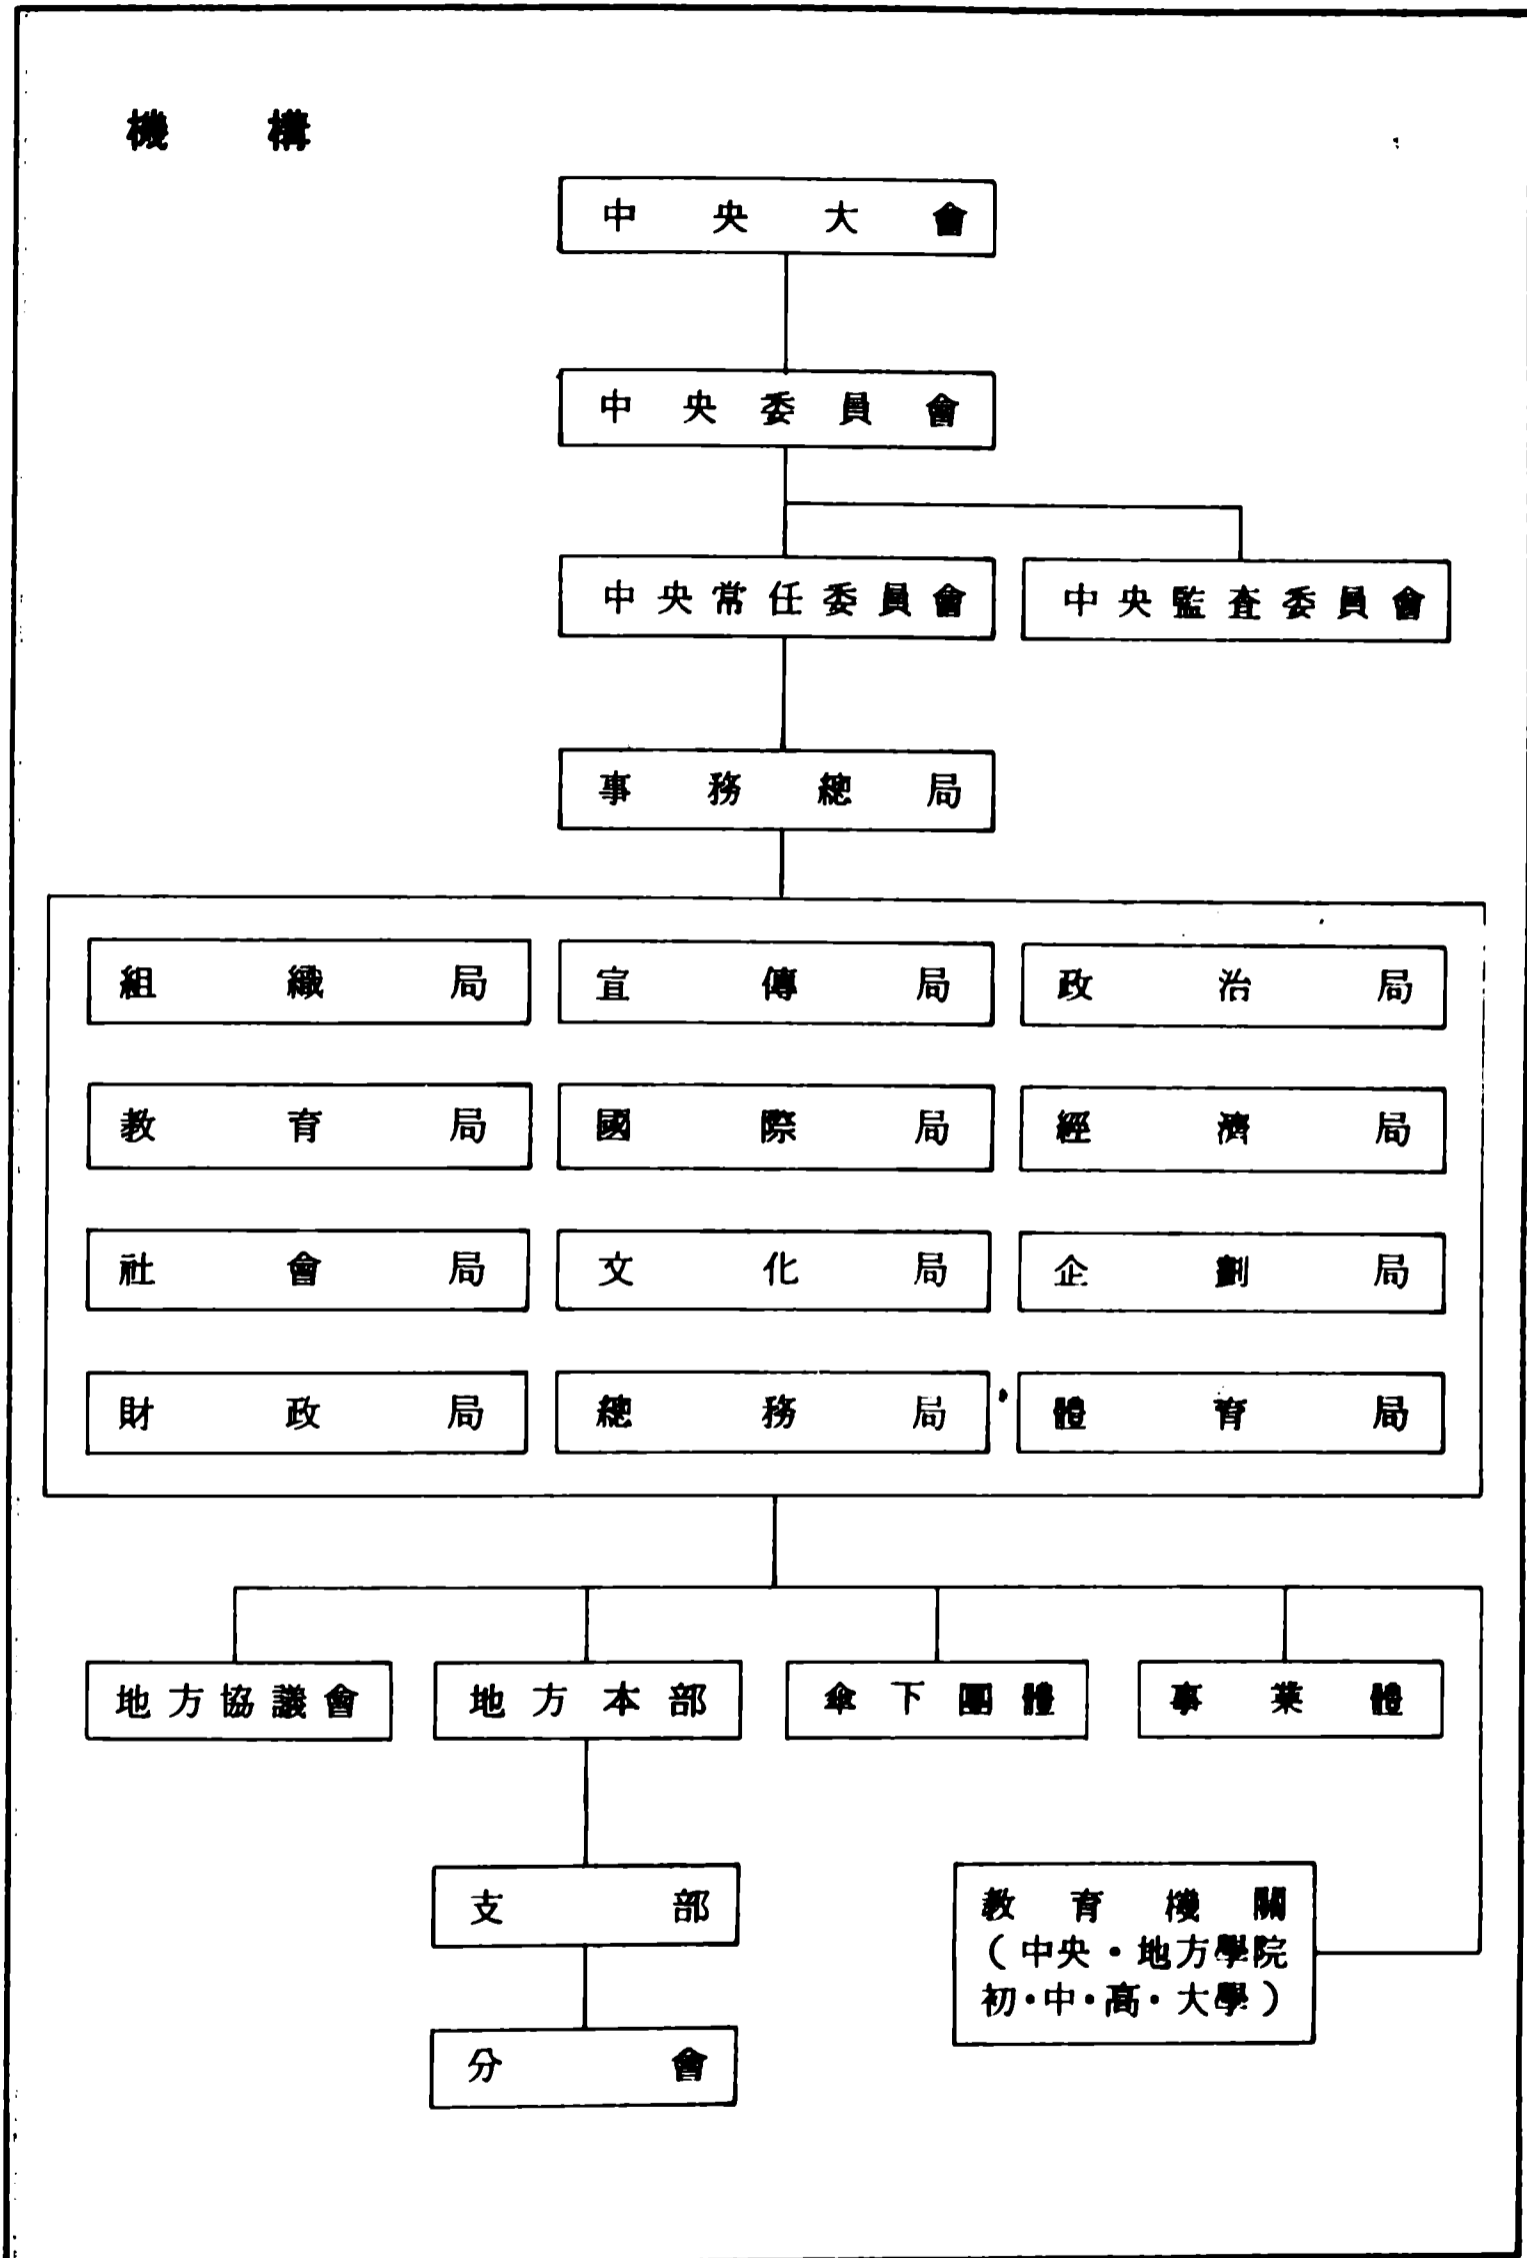 機構
中央大會
中央委員會
中央常任委員會
中央監査委員會
事務總局
組織局
宣傳局
政治局
教育局
國際局
經濟局
社會局
文化局
企劃局
財政局
總務局
體育局
地方協議會
地方本部
傘下團體
事業體
支部
教育機關
(中央・地方學院
初・中・高・大學)
分會